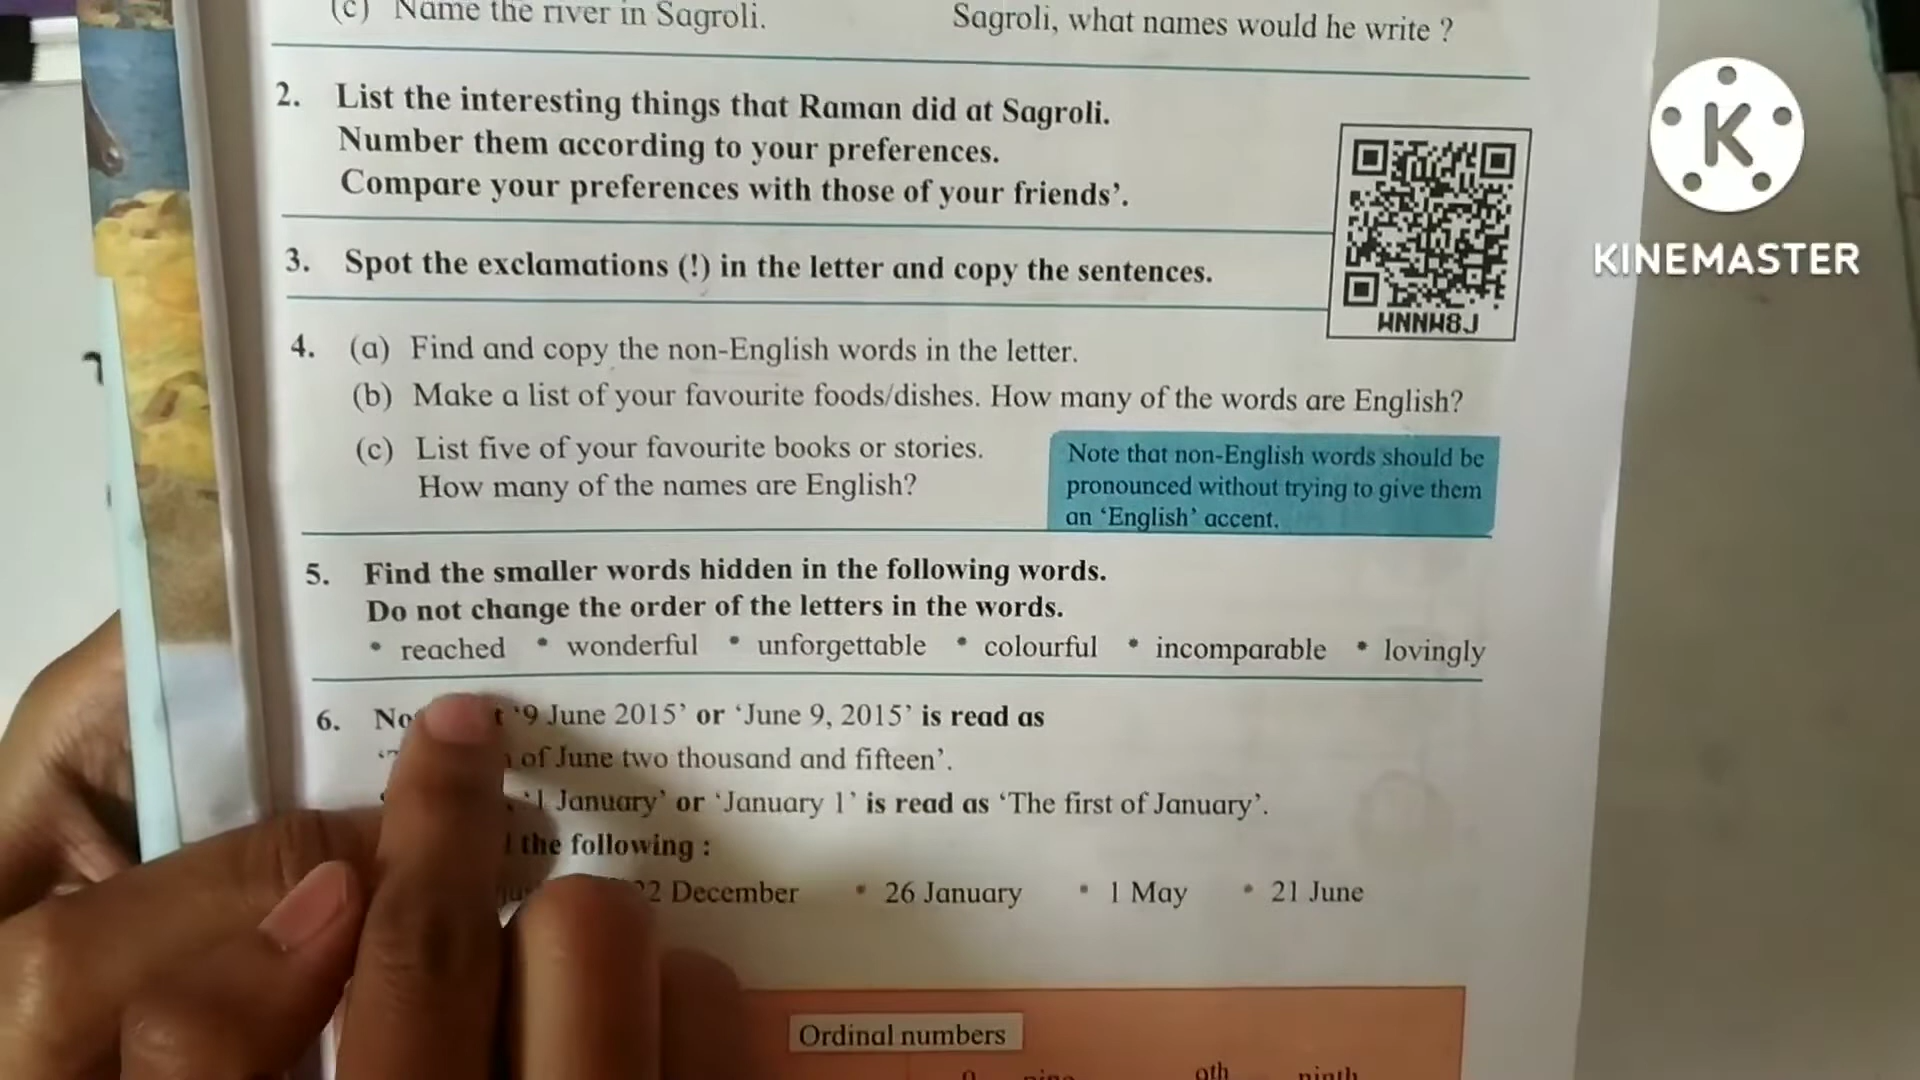 (c) Name the river in Sagroli.
Sagroli, what names would he write ?
2. List the interesting things that Raman did at Sagroli.
Number them according to your preferences.
Compare your preferences with those of your friends’.
3. Spot the exclamations (!) in the letter and copy the sentences.
WNNW8J
KINEMASTER
4. (a) Find and copy the non-English words in the letter.
(b) Make a list of your favourite foods/dishes. How many of the words are English?
(c) List five of your favourite books or stories.
How many of the names are English?
Note that non-English words should be
pronounced without trying to give them
an ‘English’ accent.
5. Find the smaller words hidden in the following words.
Do not change the order of the letters in the words.
• reached • wonderful • unforgettable • colourful • incomparable • lovingly
6. ‘9 June 2015’ or ‘June 9, 2015’ is read as
of June two thousand and fifteen’.
‘1 January’ or ‘January 1’ is read as ‘The first of January’.
the following :
22 December • 26 January • 1 May • 21 June
Ordinal numbers
nine ninth